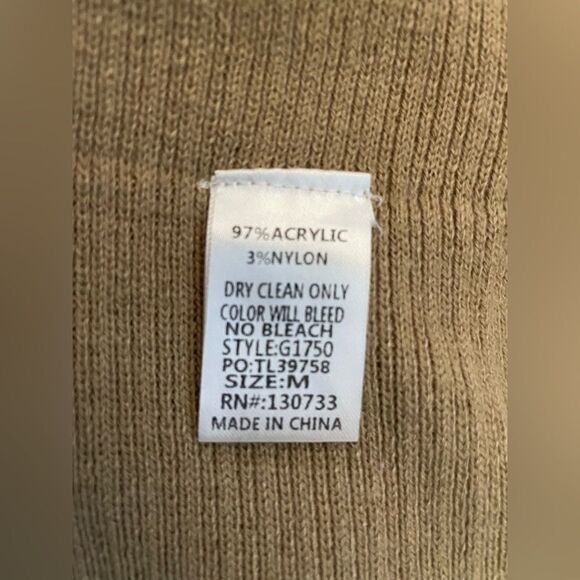 97%ACRYLIC
3%NYLON
DRY CLEAN ONLY
COLOR WILL BLEED
NO BLEACH
STYLE:G1750
PO:TL39758
SIZE:M
RN#:130733
MADE IN CHINA